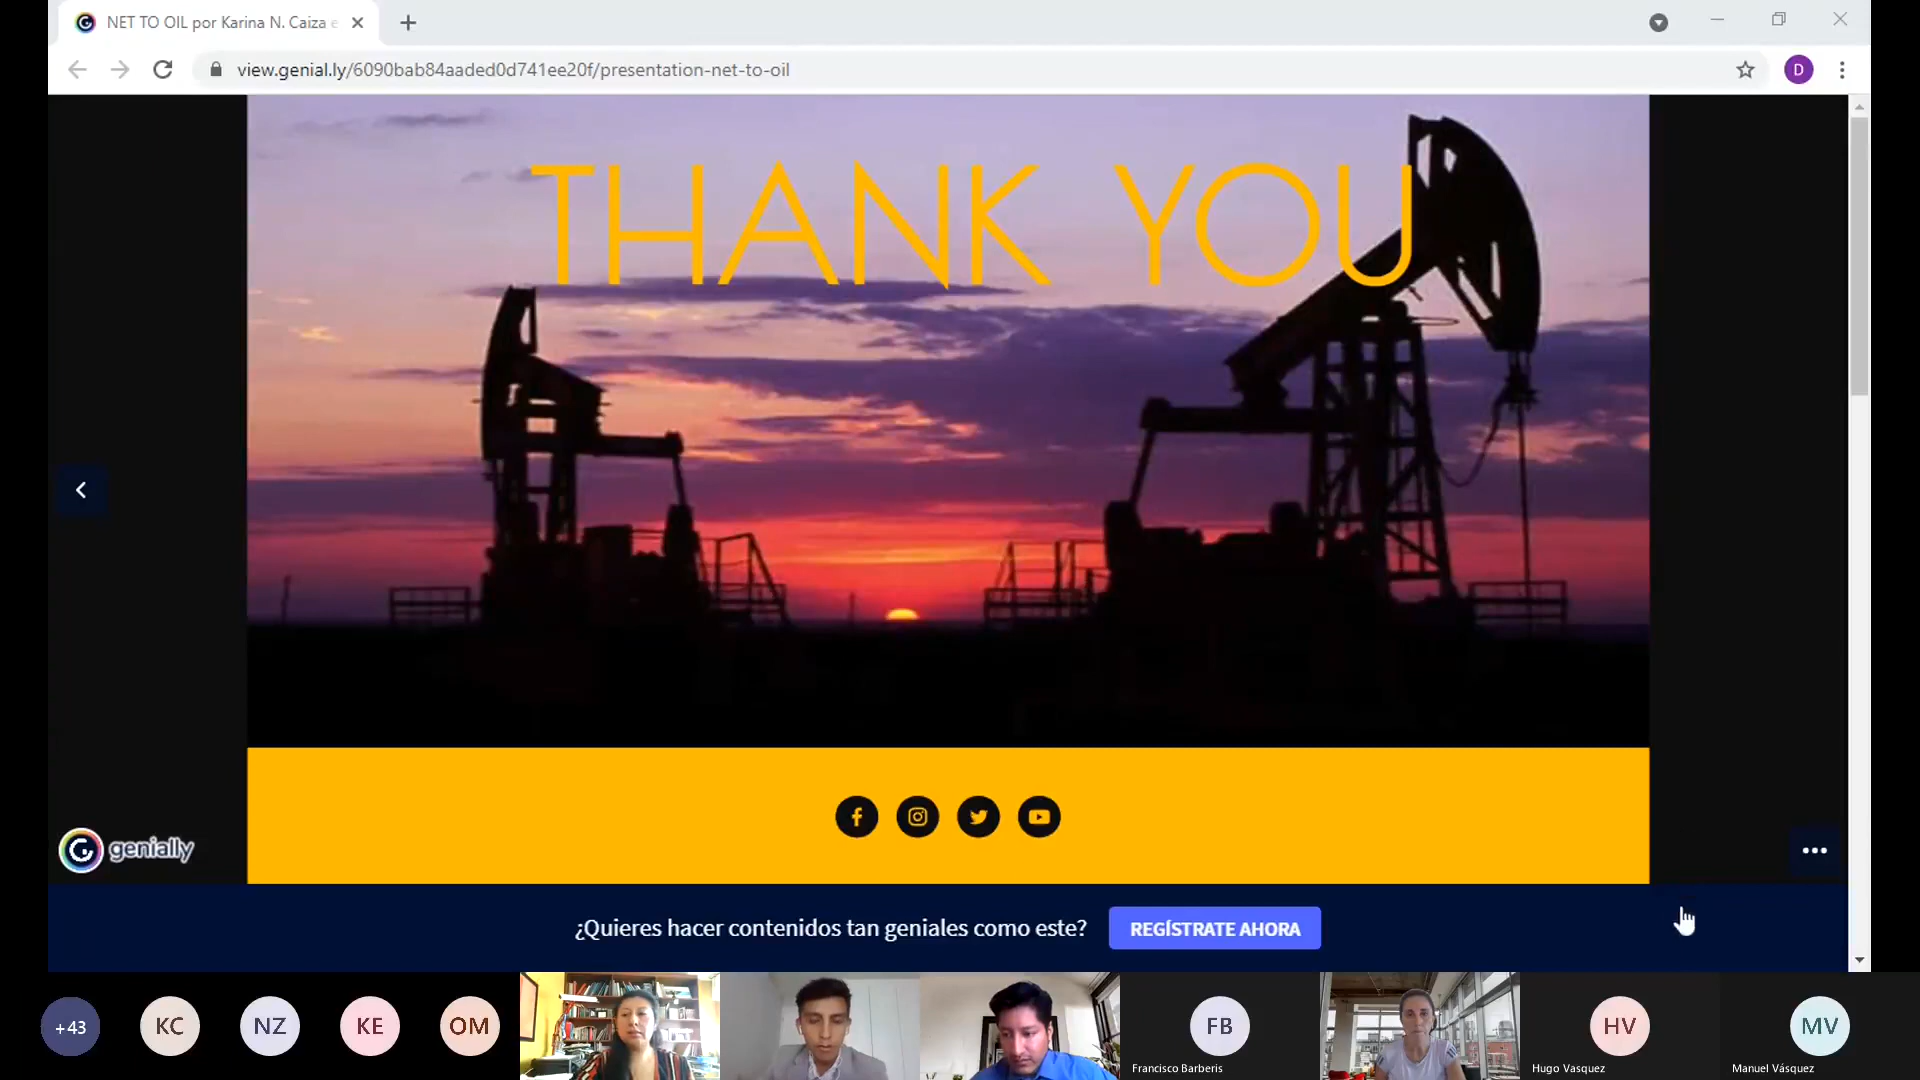 NET TO OIL por Karina N. Caiza e
view.genial.ly/6090bab84aaded0d741ee20f/presentation-net-to-oil
D
THANK YOU
genially
¿Quieres hacer contenidos tan geniales como este?
REGÍSTRATE AHORA
+43
KC
NZ
KE
OM
FB
HV
MV
Francisco Barberis
Hugo Vasquez
Manuel Vásquez